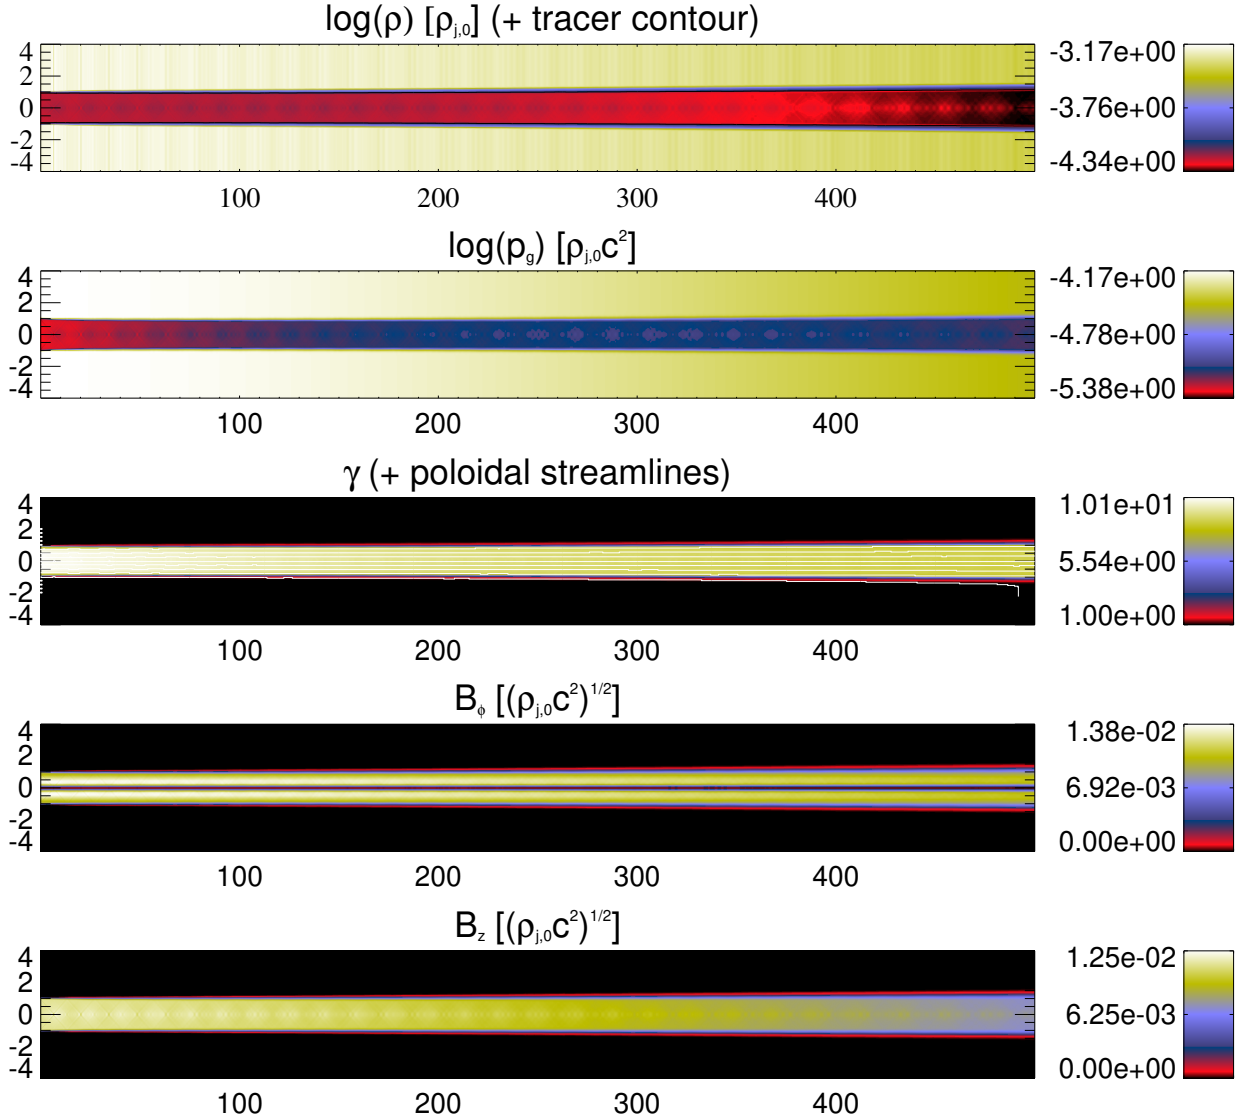 log(ρ) [ρj,0] (+ tracer contour)
4
2
0
-2
-4
100 200 300 400
-3.17e+00
-3.76e+00
-4.34e+00
log(pg) [ρj,0c²]
4
2
0
-2
-4
100 200 300 400
-4.17e+00
-4.78e+00
-5.38e+00
γ (+ poloidal streamlines)
4
2
0
-2
-4
100 200 300 400
1.01e+01
5.54e+00
1.00e+00
Bϕ [(ρj,0c²)1/2]
4
2
0
-2
-4
100 200 300 400
1.38e-02
6.92e-03
0.00e+00
Bz [(ρj,0c²)1/2]
4
2
0
-2
-4
100 200 300 400
1.25e-02
6.25e-03
0.00e+00